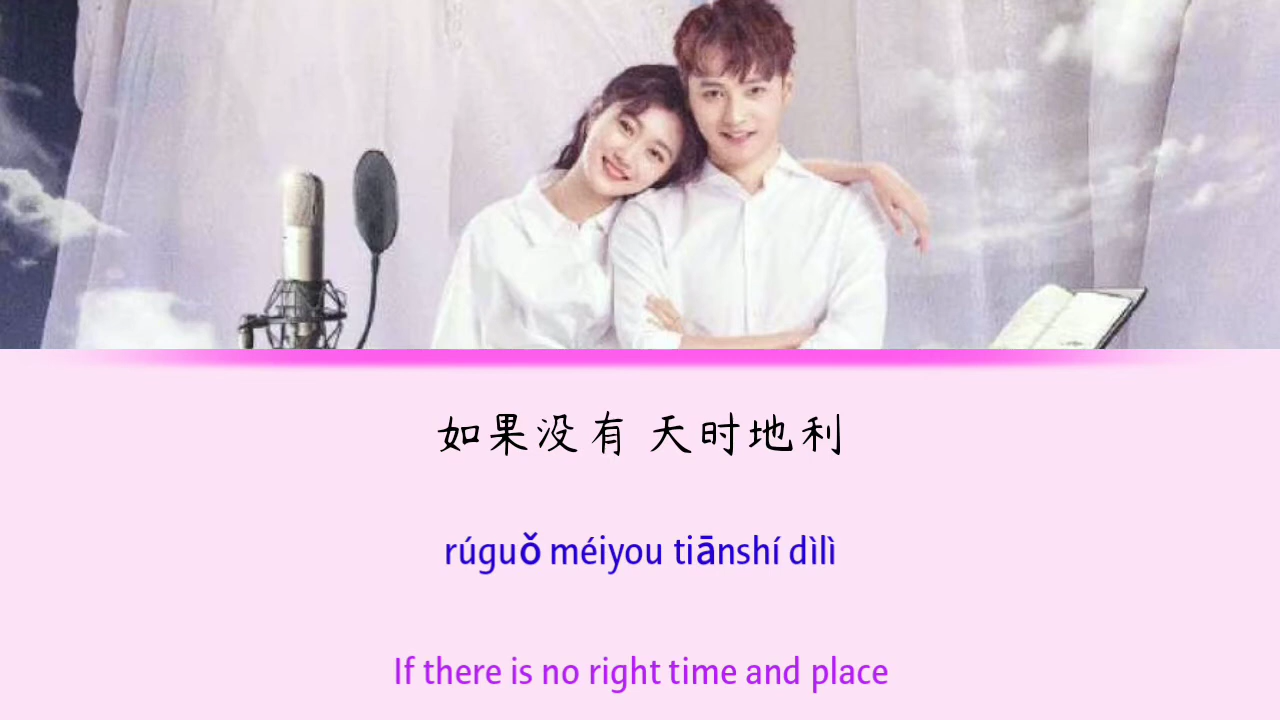 如果没有 天时地利
rúguǒ méiyou tiānshí dìlì
If there is no right time and place